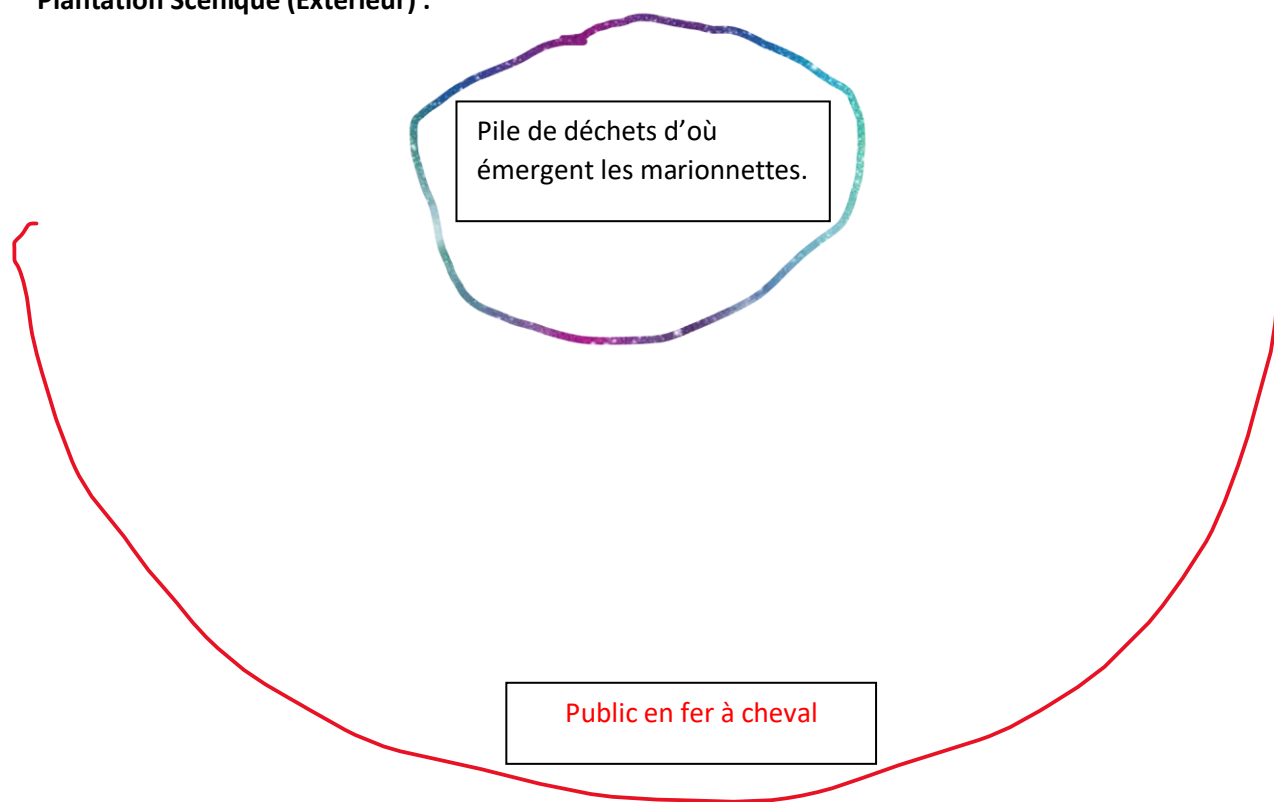 Plantation Scénique (Extérieur) :
Pile de déchets d’où
émergent les marionnettes.
Public en fer à cheval